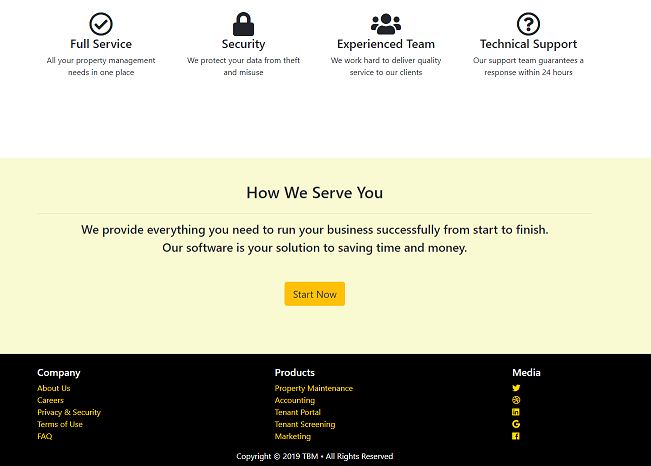 Full Service
All your property management
needs in one place
Security
We protect your data from theft
and misuse
Experienced Team
We work hard to deliver quality
service to our clients
Technical Support
Our support team guarantees a
response within 24 hours
How We Serve You
We provide everything you need to run your business successfully from start to finish.
Our software is your solution to saving time and money.
Start Now
Company
About Us
Careers
Privacy & Security
Terms of Use
FAQ
Products
Property Maintenance
Accounting
Tenant Portal
Tenant Screening
Marketing
Media
Copyright © 2019 TBM • All Rights Reserved